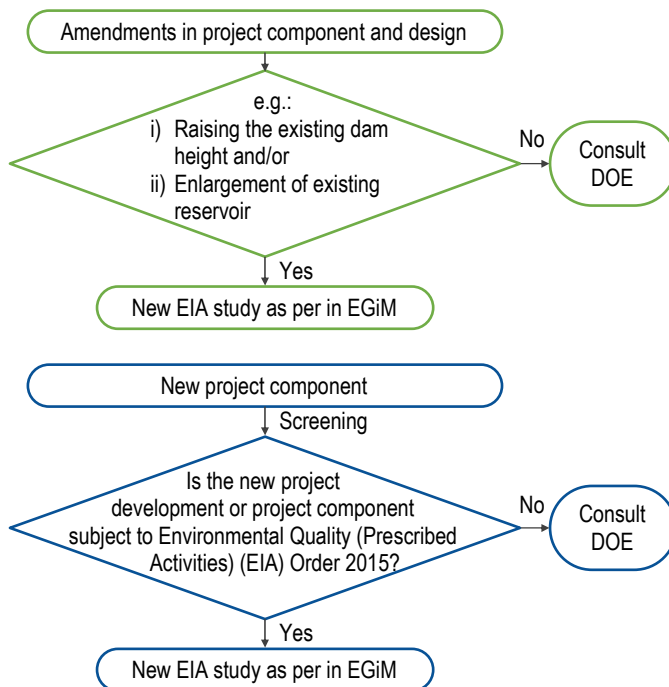 Amendments in project component and design
e.g.:
i) Raising the existing dam
height and/or
ii) Enlargement of existing
reservoir
No
Consult
DOE
Yes
New EIA study as per in EGiM
New project component
Screening
Is the new project
development or project component
subject to Environmental Quality (Prescribed
Activities) (EIA) Order 2015?
No
Consult
DOE
Yes
New EIA study as per in EGiM